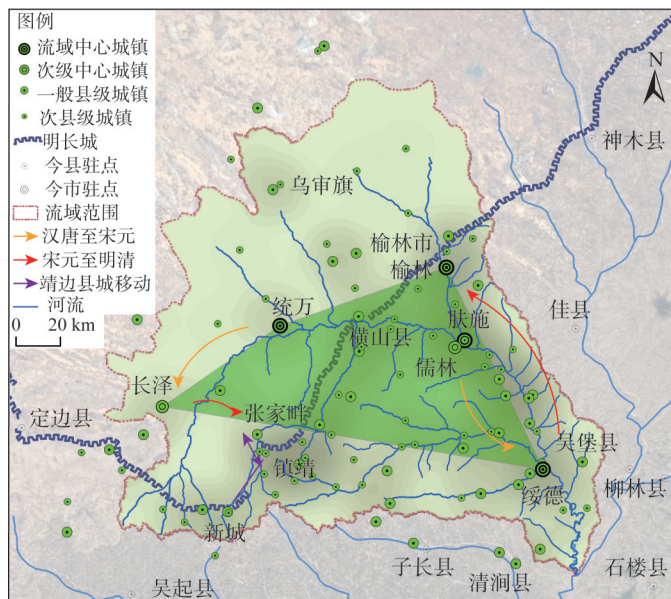 图例
流域中心城镇
次级中心城镇
一般县级城镇
次县级城镇
明长城
今县驻点
今市驻点
流域范围
汉唐至宋元
宋元至明清
靖边县城移动
河流
0 20 km
N
神木县
乌审旗
榆林市
榆林
佳县
统万
横山县
肤施
儒林
长泽
张家畔
定边县
吴堡县
镇靖
绥德
柳林县
新城
子长县
清涧县
石楼县
吴起县